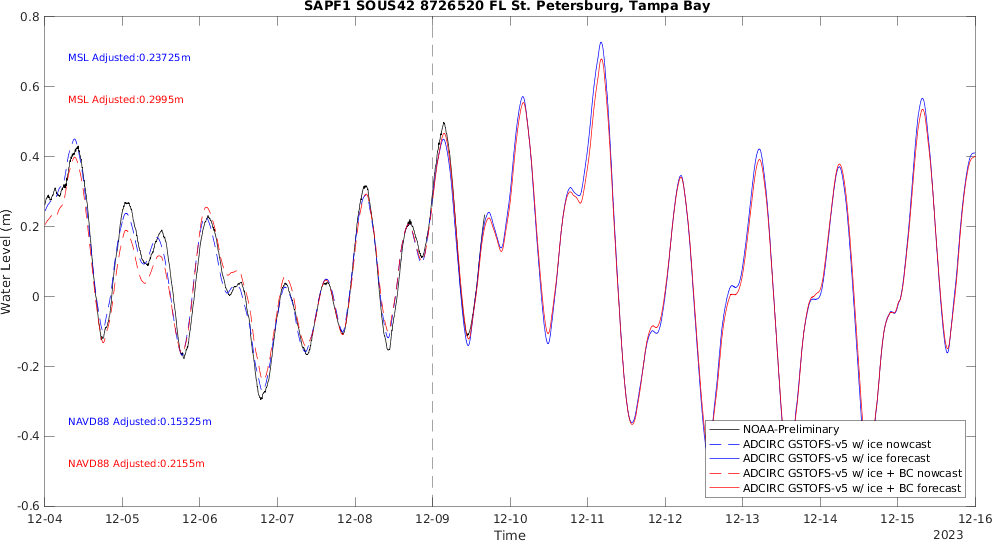 SAPF1 SOUS42 8726520 FL St. Petersburg, Tampa Bay
0.8
0.6
0.4
0.2
0
-0.2
-0.4
-0.6
Water Level (m)
MSL Adjusted:0.23725m
MSL Adjusted:0.2995m
NAVD88 Adjusted:0.15325m
NAVD88 Adjusted:0.2155m
NOAA-Preliminary
ADCIRC GSTOFS-v5 w/ ice nowcast
ADCIRC GSTOFS-v5 w/ ice forecast
ADCIRC GSTOFS-v5 w/ice + BC nowcast
ADCIRC GSTOFS-v5 w/ice + BC forecast
12-04 12-05 12-06 12-07 12-08 12-09 12-10 12-11 12-12 12-13 12-14 12-15 12-16
Time
2023